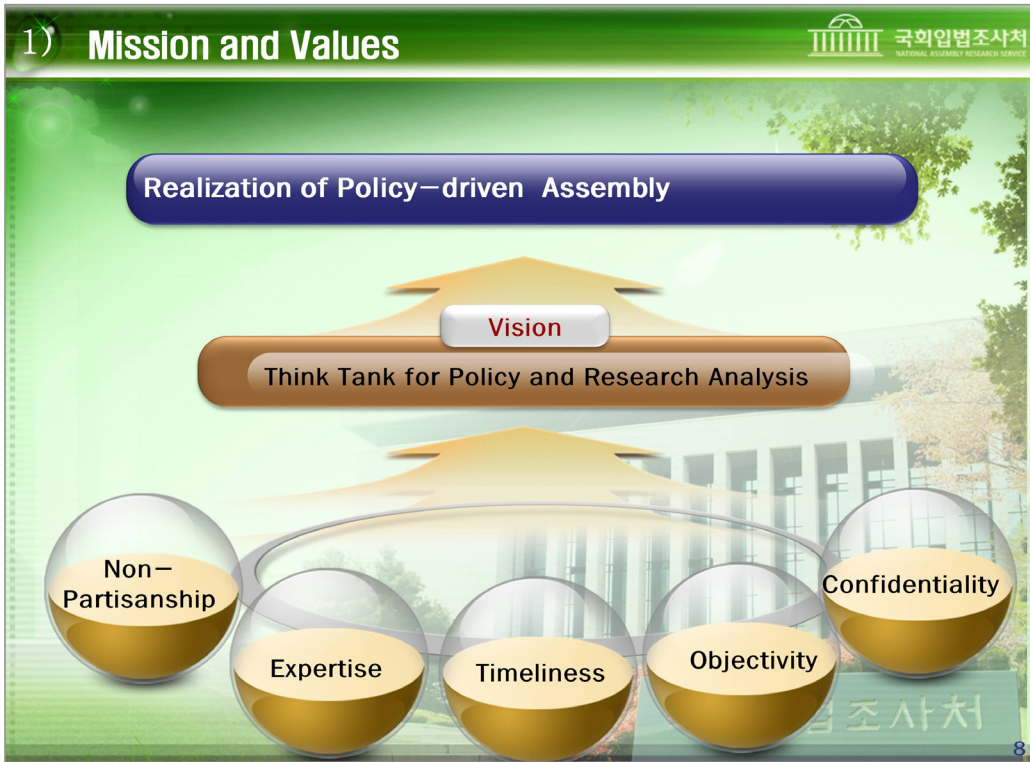 1) Mission and Values
국회입법조사처
NATIONAL ASSEMBLY RESEARCH SERVICE
Realization of Policy-driven Assembly
Vision
Think Tank for Policy and Research Analysis
Non-
Partisanship
Expertise
Timeliness
Objectivity
Confidentiality
법조사처
8